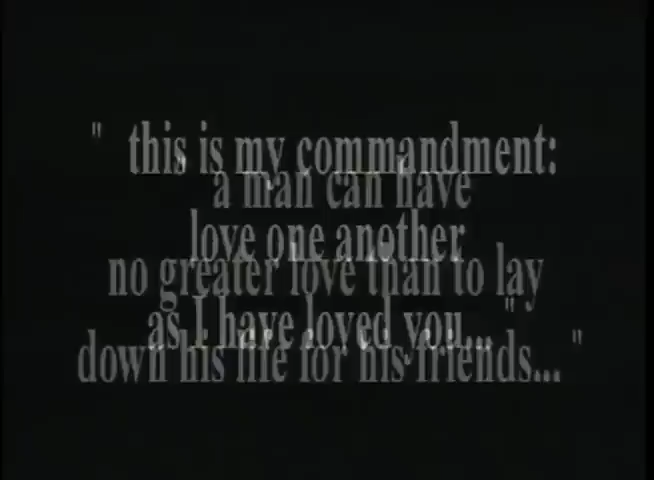 " this is my commandment:
love one another
as I have loved you... "
" a man can have
no greater love than to lay
down his life for his friends... "